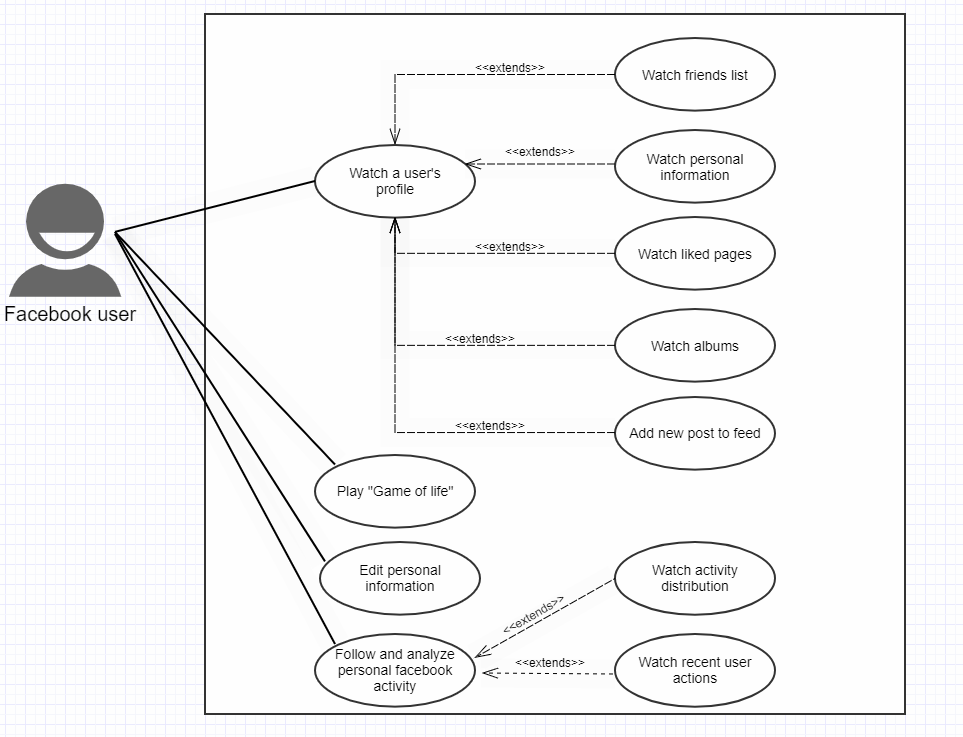 <<extends>>
Watch friends list
<<extends>>
Watch personal
information
Watch a user's
profile
<<extends>>
Watch liked pages
Facebook user
<<extends>>
Watch albums
<<extends>>
Add new post to feed
Play "Game of life"
Edit personal
information
Watch activity
distribution
<<extends>>
Follow and analyze
personal facebook
activity
<<extends>>
Watch recent user
actions